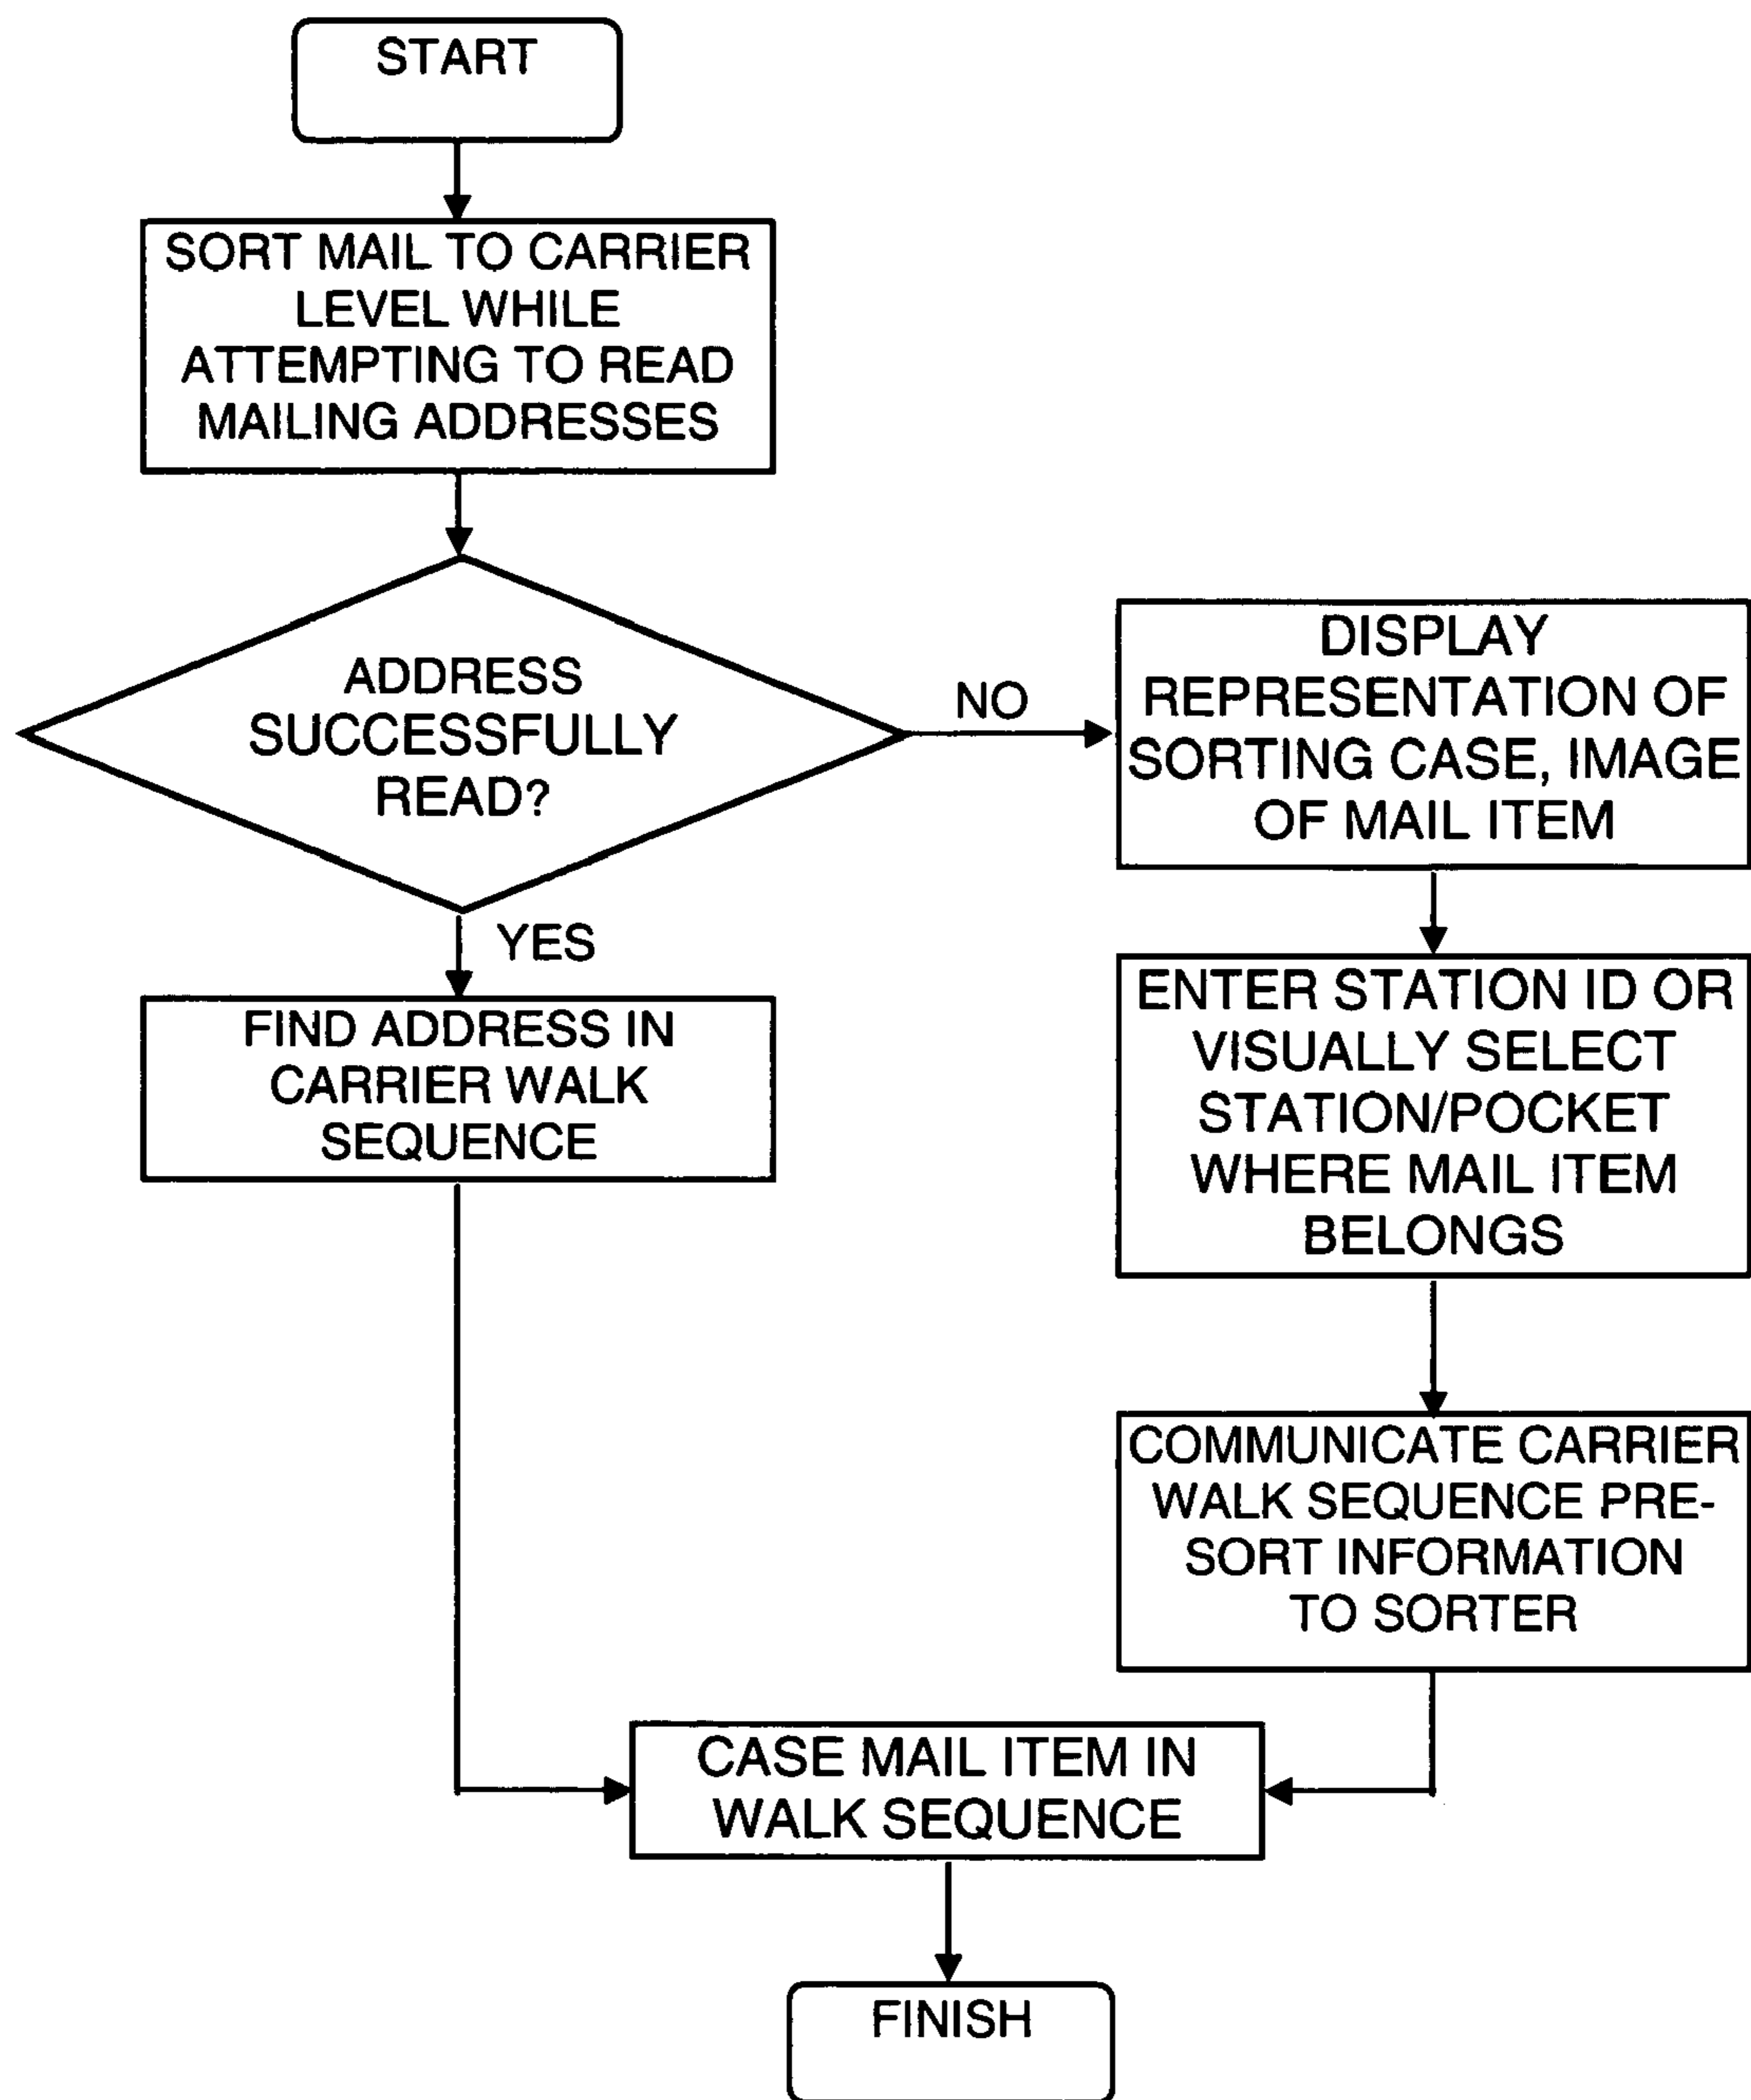 START
SORT MAIL TO CARRIER
LEVEL WHILE
ATTEMPTING TO READ
MAILING ADDRESSES
ADDRESS
SUCCESSFULLY
READ?
NO
YES
DISPLAY
REPRESENTATION OF
SORTING CASE, IMAGE
OF MAIL ITEM
FIND ADDRESS IN
CARRIER WALK
SEQUENCE
ENTER STATION ID OR
VISUALLY SELECT
STATION/POCKET
WHERE MAIL ITEM
BELONGS
COMMUNICATE CARRIER
WALK SEQUENCE PRE-
SORT INFORMATION
TO SORTER
CASE MAIL ITEM IN
WALK SEQUENCE
FINISH